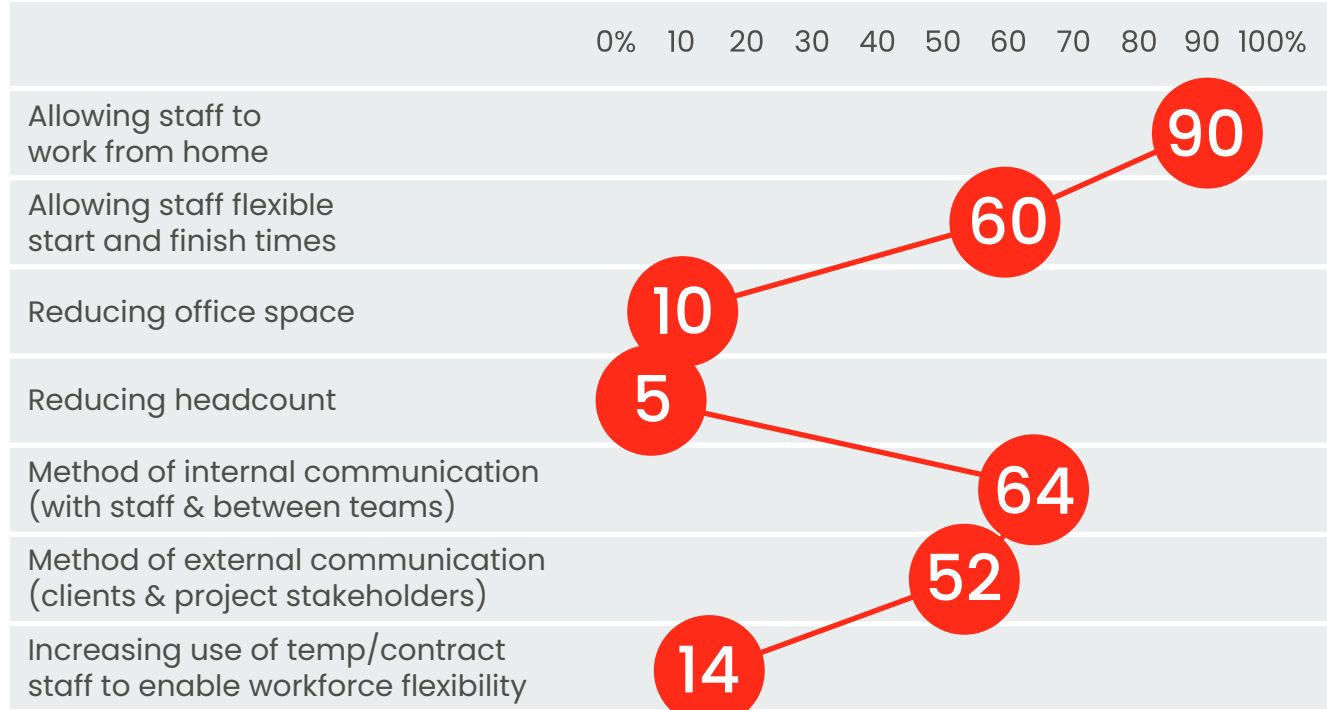 0% 10 20 30 40 50 60 70 80 90 100%
Allowing staff to
work from home
90
Allowing staff flexible
start and finish times
60
Reducing office space
10
Reducing headcount
5
Method of internal communication
(with staff & between teams)
64
Method of external communication
(clients & project stakeholders)
52
Increasing use of temp/contract
staff to enable workforce flexibility
14